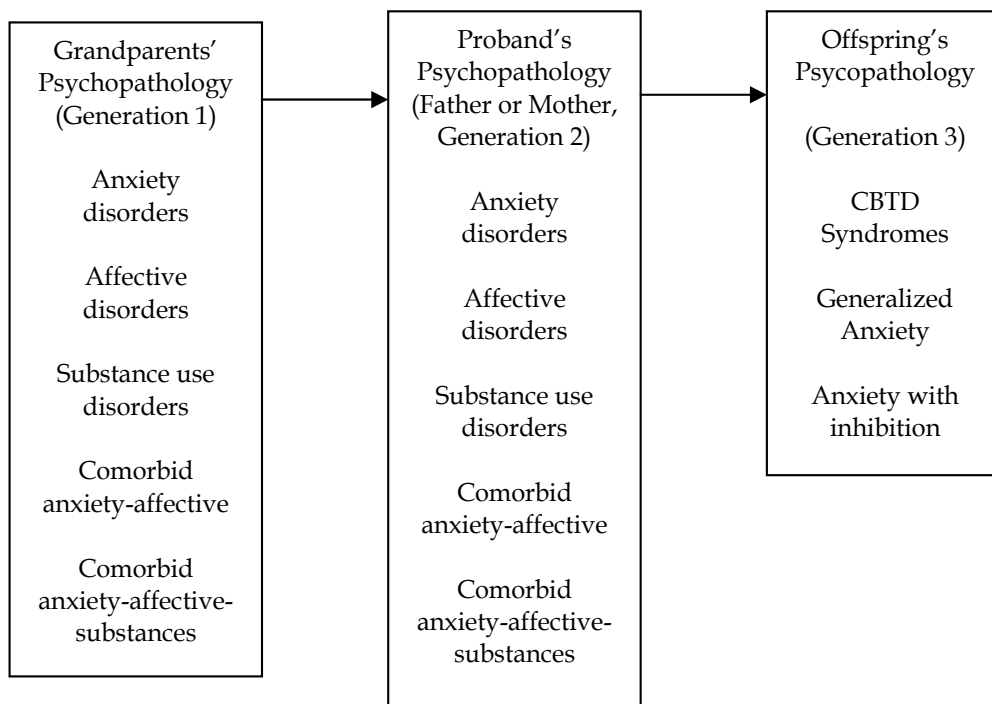 Grandparents’
Psychopathology
(Generation 1)
Anxiety
disorders
Affective
disorders
Substance use
disorders
Comorbid
anxiety-affective
Comorbid
anxiety-affective-
substances
Proband’s
Psychopathology
(Father or Mother,
Generation 2)
Anxiety
disorders
Affective
disorders
Substance use
disorders
Comorbid
anxiety-affective
Comorbid
anxiety-affective-
substances
Offspring’s
Psycopathology
(Generation 3)
CBTD
Syndromes
Generalized
Anxiety
Anxiety with
inhibition